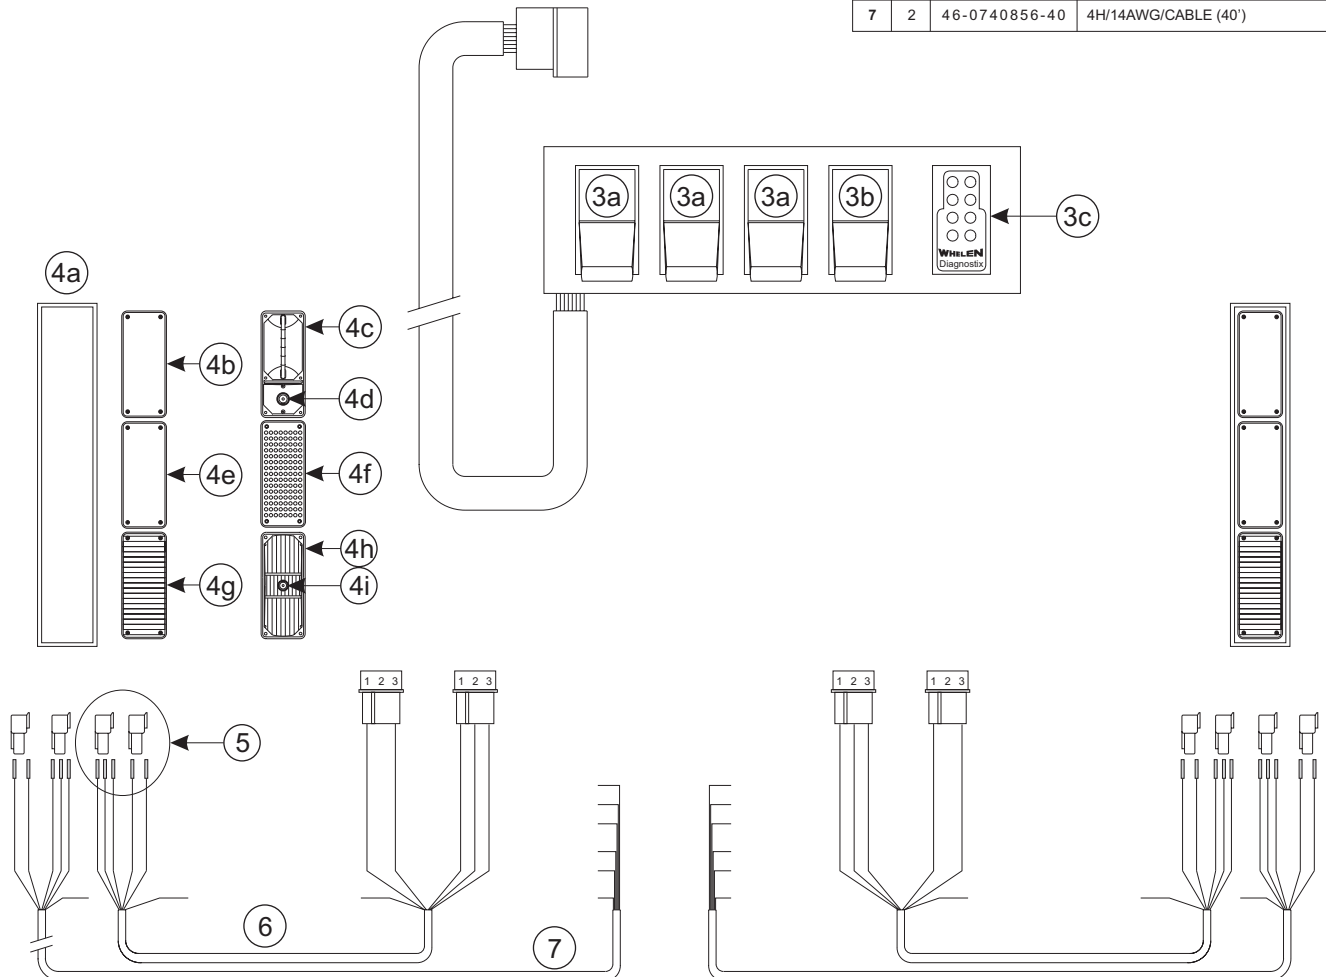 7 2 46-0740856-40 4H/14AWG/CABLE (40')
3a 3a 3a 3b
3c
WHELEN
Diagnostix
4a
4c
4b
4d
4e
4f
4h
4g
4i
1 2 3 1 2 3 1 2 3 1 2 3
5
6
7